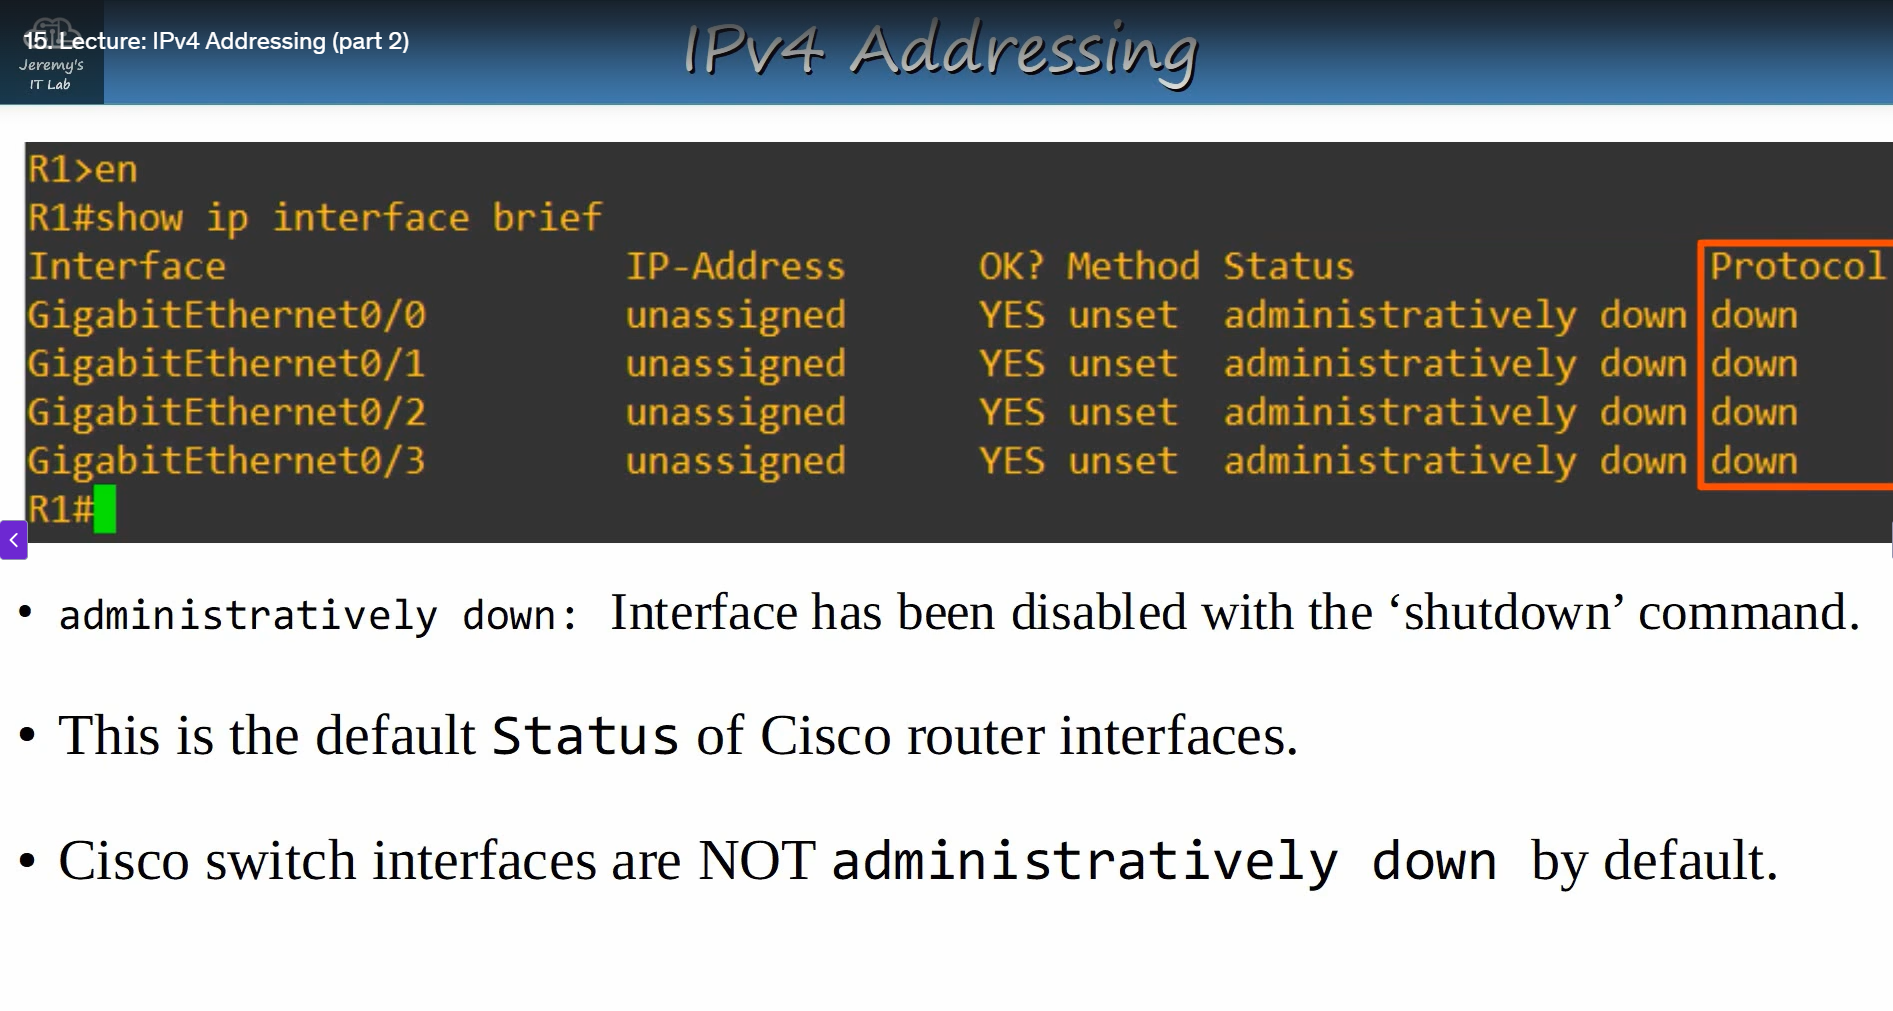 15. Lecture: IPv4 Addressing (part 2)
Jeremy's
IT Lab
IPv4 Addressing
R1>en
R1#show ip interface brief
Interface IP-Address OK? Method Status Protocol
GigabitEthernet0/0 unassigned YES unset administratively down down
GigabitEthernet0/1 unassigned YES unset administratively down down
GigabitEthernet0/2 unassigned YES unset administratively down down
GigabitEthernet0/3 unassigned YES unset administratively down down
R1#
• administratively down: Interface has been disabled with the ‘shutdown’ command.
• This is the default Status of Cisco router interfaces.
• Cisco switch interfaces are NOT administratively down by default.